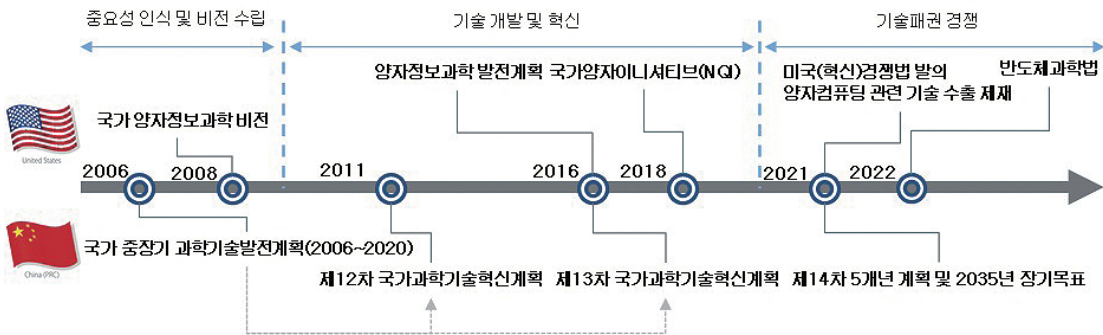 중요성 인식 및 비전 수립
기술 개발 및 혁신
기술패권 경쟁
양자정보과학 발전계획
국가양자이니셔티브(NQI)
미국(혁신)경쟁법 발의
양자컴퓨팅 관련 기술 수출 제재
반도체과학법
국가 양자정보과학 비전
United States
2006
2008
2011
2016
2018
2021
2022
China (PRC)
국가 중장기 과학기술발전계획(2006~2020)
제12차 국가과학기술혁신계획
제13차 국가과학기술혁신계획
제14차 5개년 계획 및 2035년 장기목표